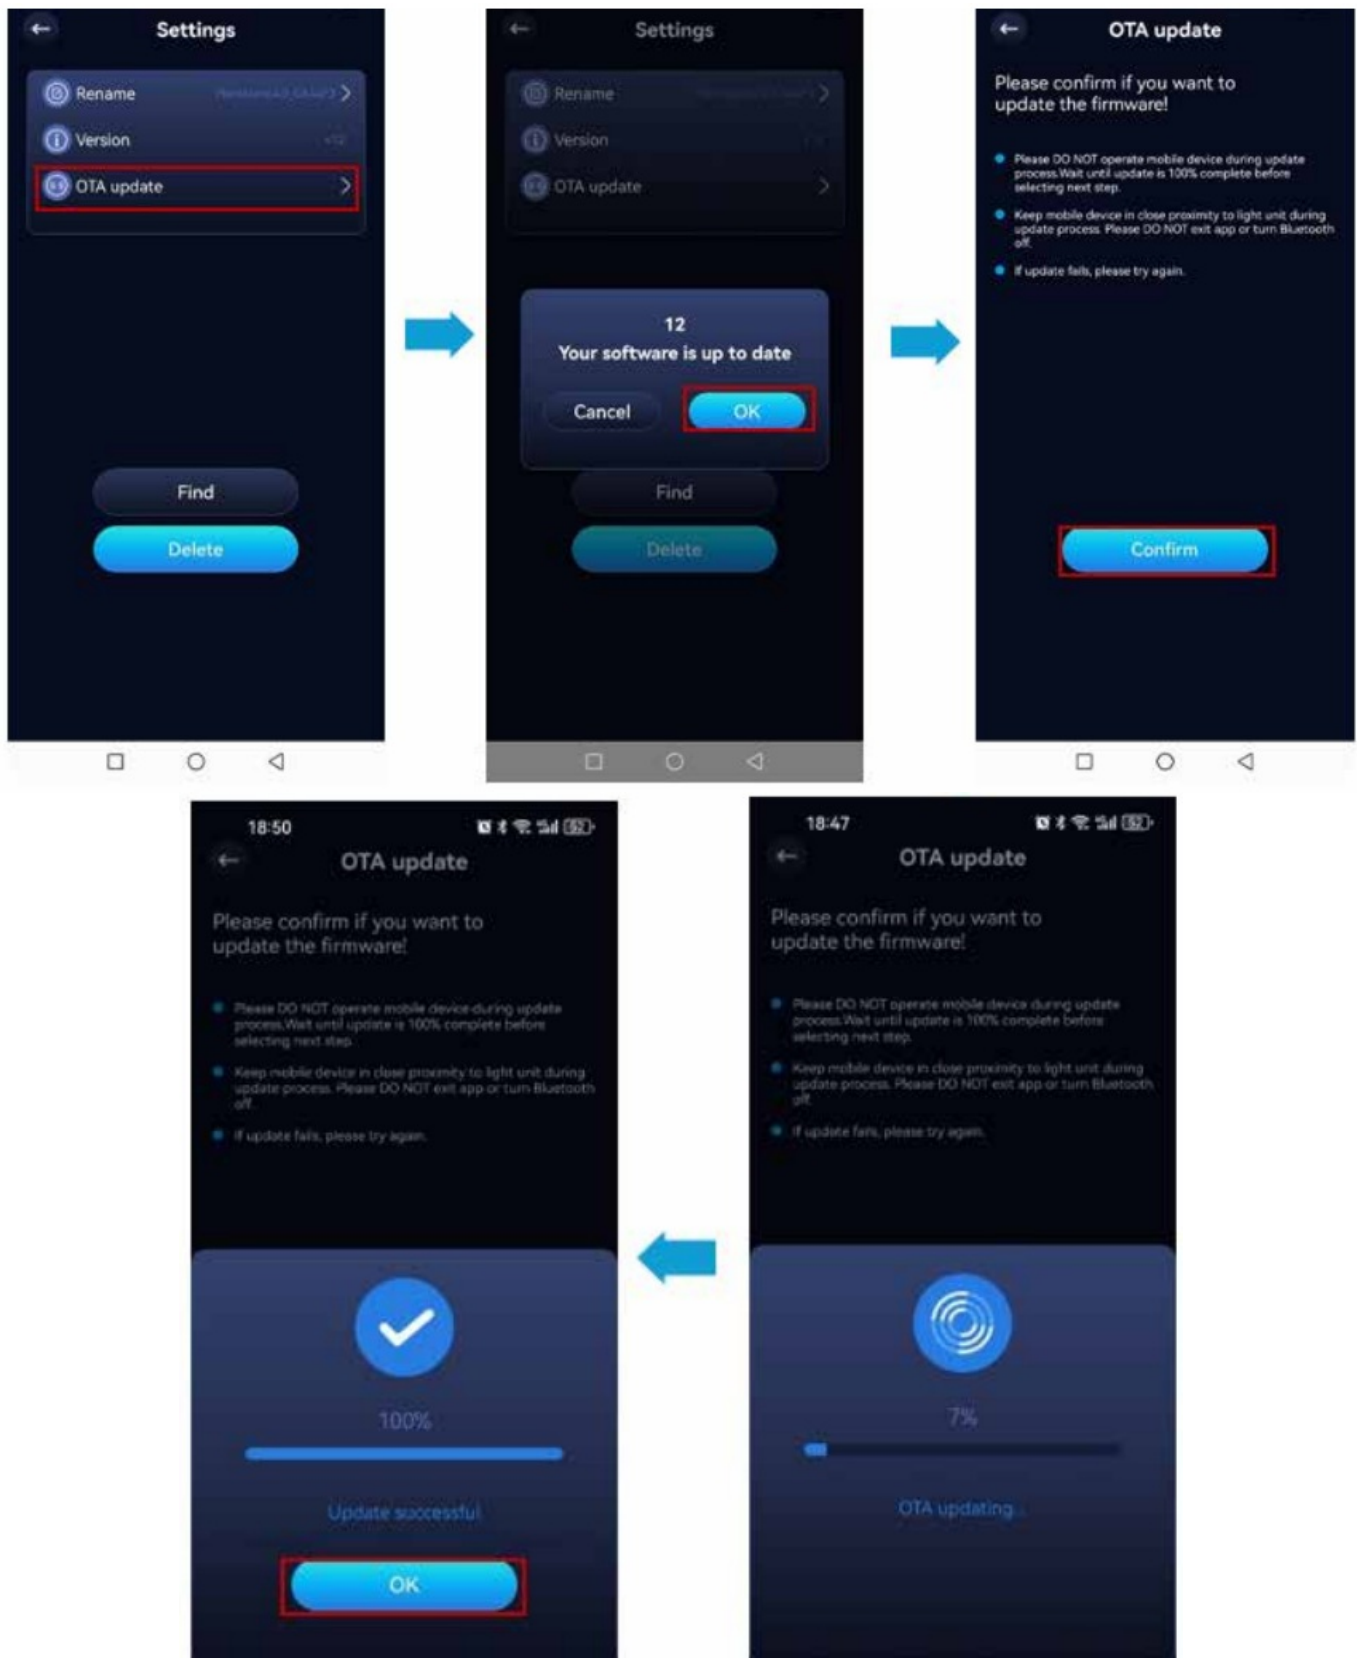 Settings
Rename
Version
OTA update
Find
Delete
Settings
Rename
Version
OTA update
12
Your software is up to date
Cancel OK
Find
Delete
OTA update
Please confirm if you want to
update the firmware!
Please DO NOT operate mobile device during update
process.Wait until update is 100% complete before
selecting next step.
Keep mobile device in close proximity to light unit during
update process. Please DO NOT exit app or turn Bluetooth
off.
If update fails, please try again.
Confirm
18:50
OTA update
Please confirm if you want to
update the firmware!
Please DO NOT operate mobile device during update
process.Wait until update is 100% complete before
selecting next step.
Keep mobile device in close proximity to light unit during
update process. Please DO NOT exit app or turn Bluetooth
off.
If update fails, please try again.
100%
Update successful
OK
18:47
OTA update
Please confirm if you want to
update the firmware!
Please DO NOT operate mobile device during update
process.Wait until update is 100% complete before
selecting next step.
Keep mobile device in close proximity to light unit during
update process. Please DO NOT exit app or turn Bluetooth
off.
If update fails, please try again.
7%
OTA updating...